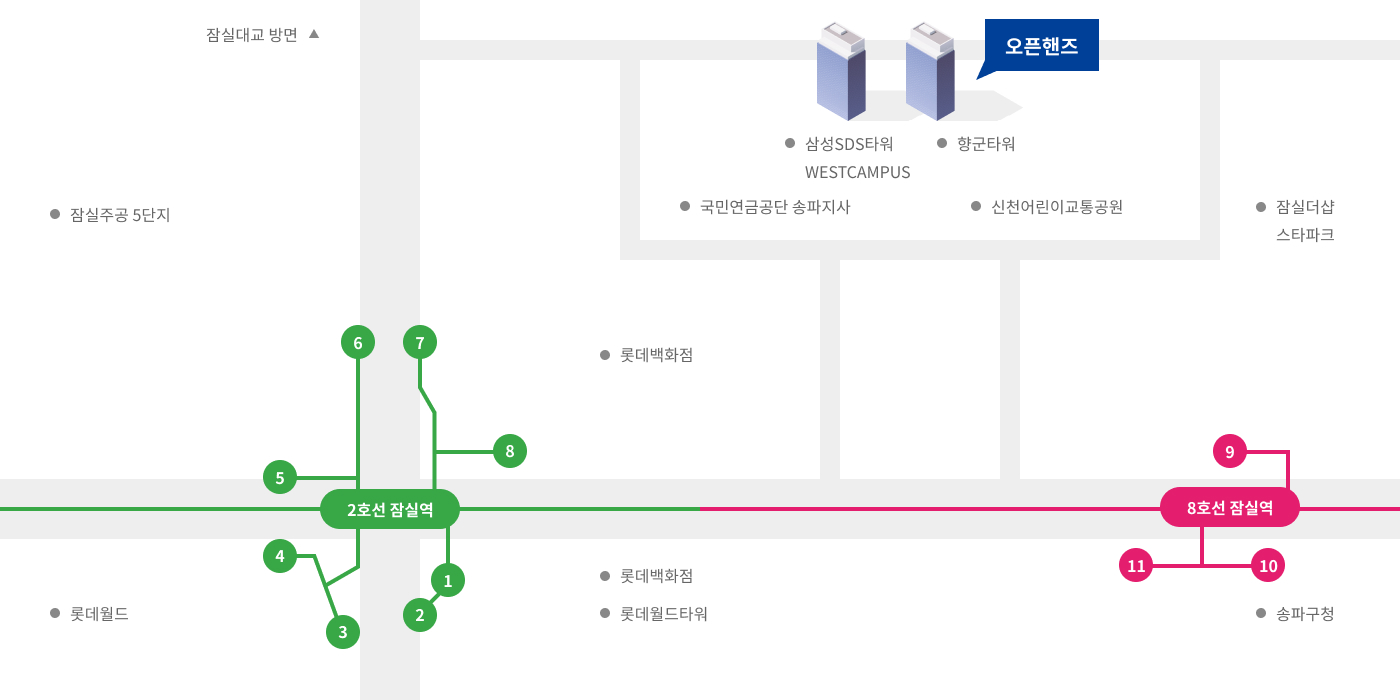 잠실대교 방면 ▲
오픈핸즈
삼성SDS타워
WESTCAMPUS
향군타워
국민연금공단 송파지사
신천어린이교통공원
잠실더샵
스타파크
잠실주공 5단지
6
7
롯데백화점
8
9
5
2호선 잠실역
8호선 잠실역
4
1
11
10
롯데백화점
2
롯데월드
롯데월드타워
송파구청
3